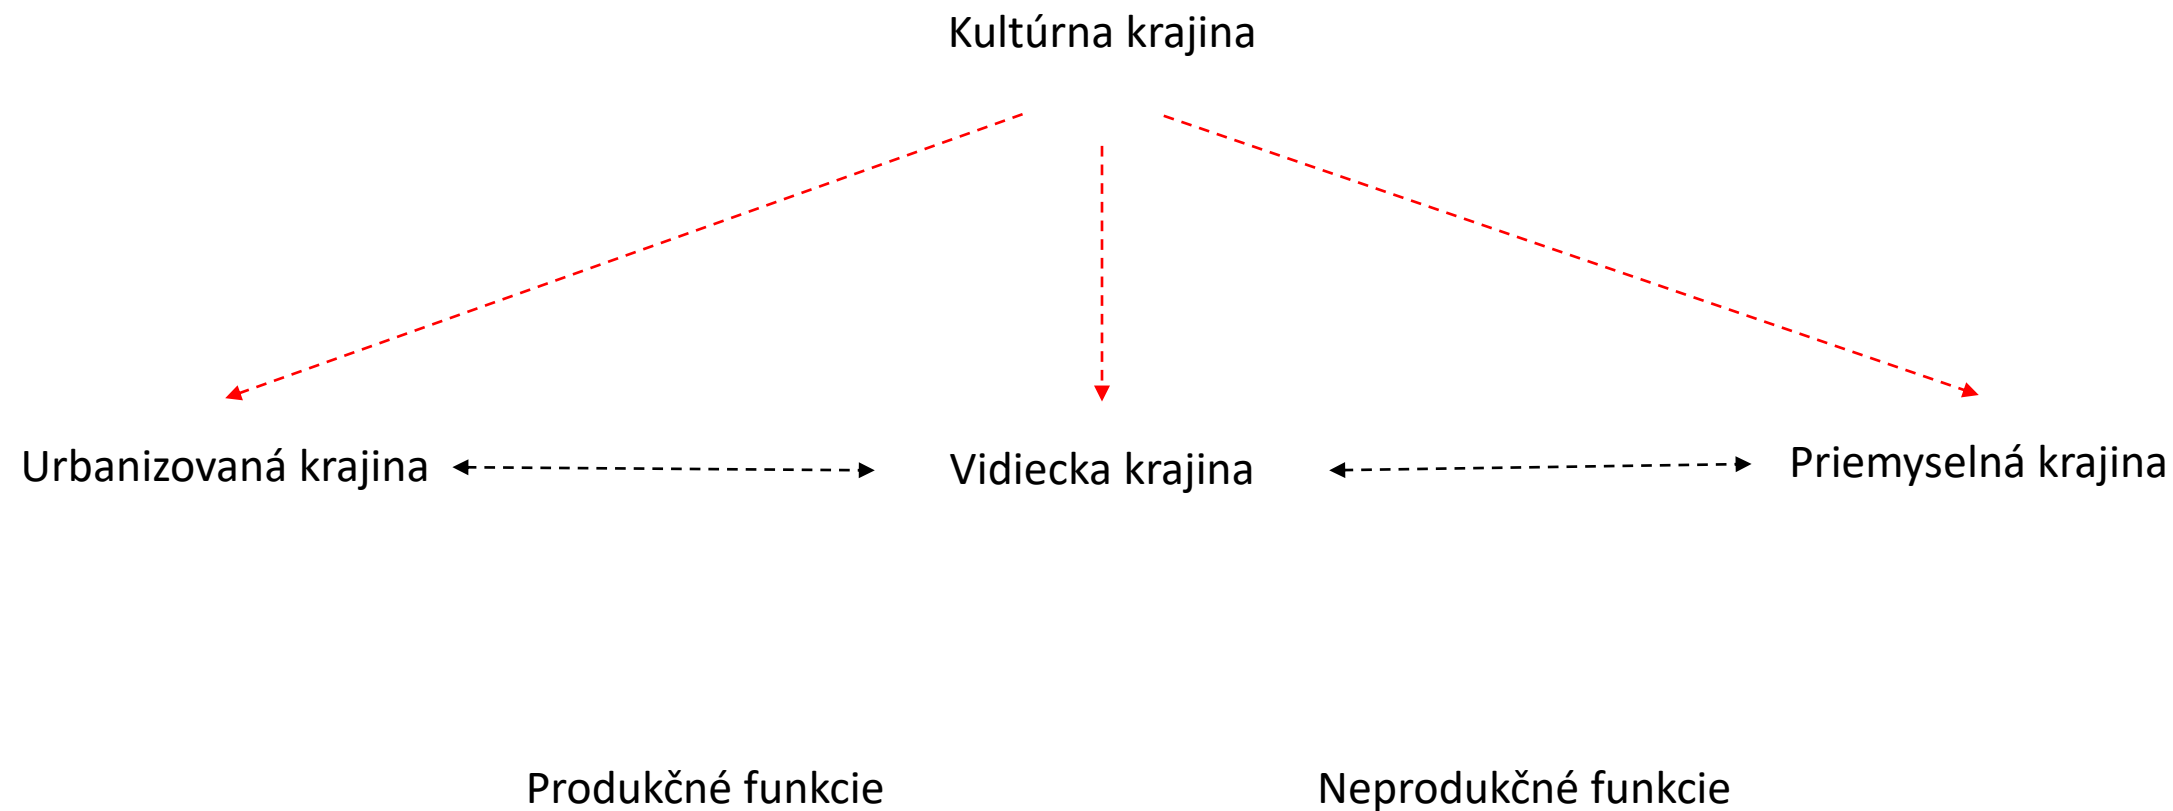 Kultúrna krajina
Urbanizovaná krajina
Vidiecka krajina
Priemyselná krajina
Produkčné funkcie
Neprodukčné funkcie